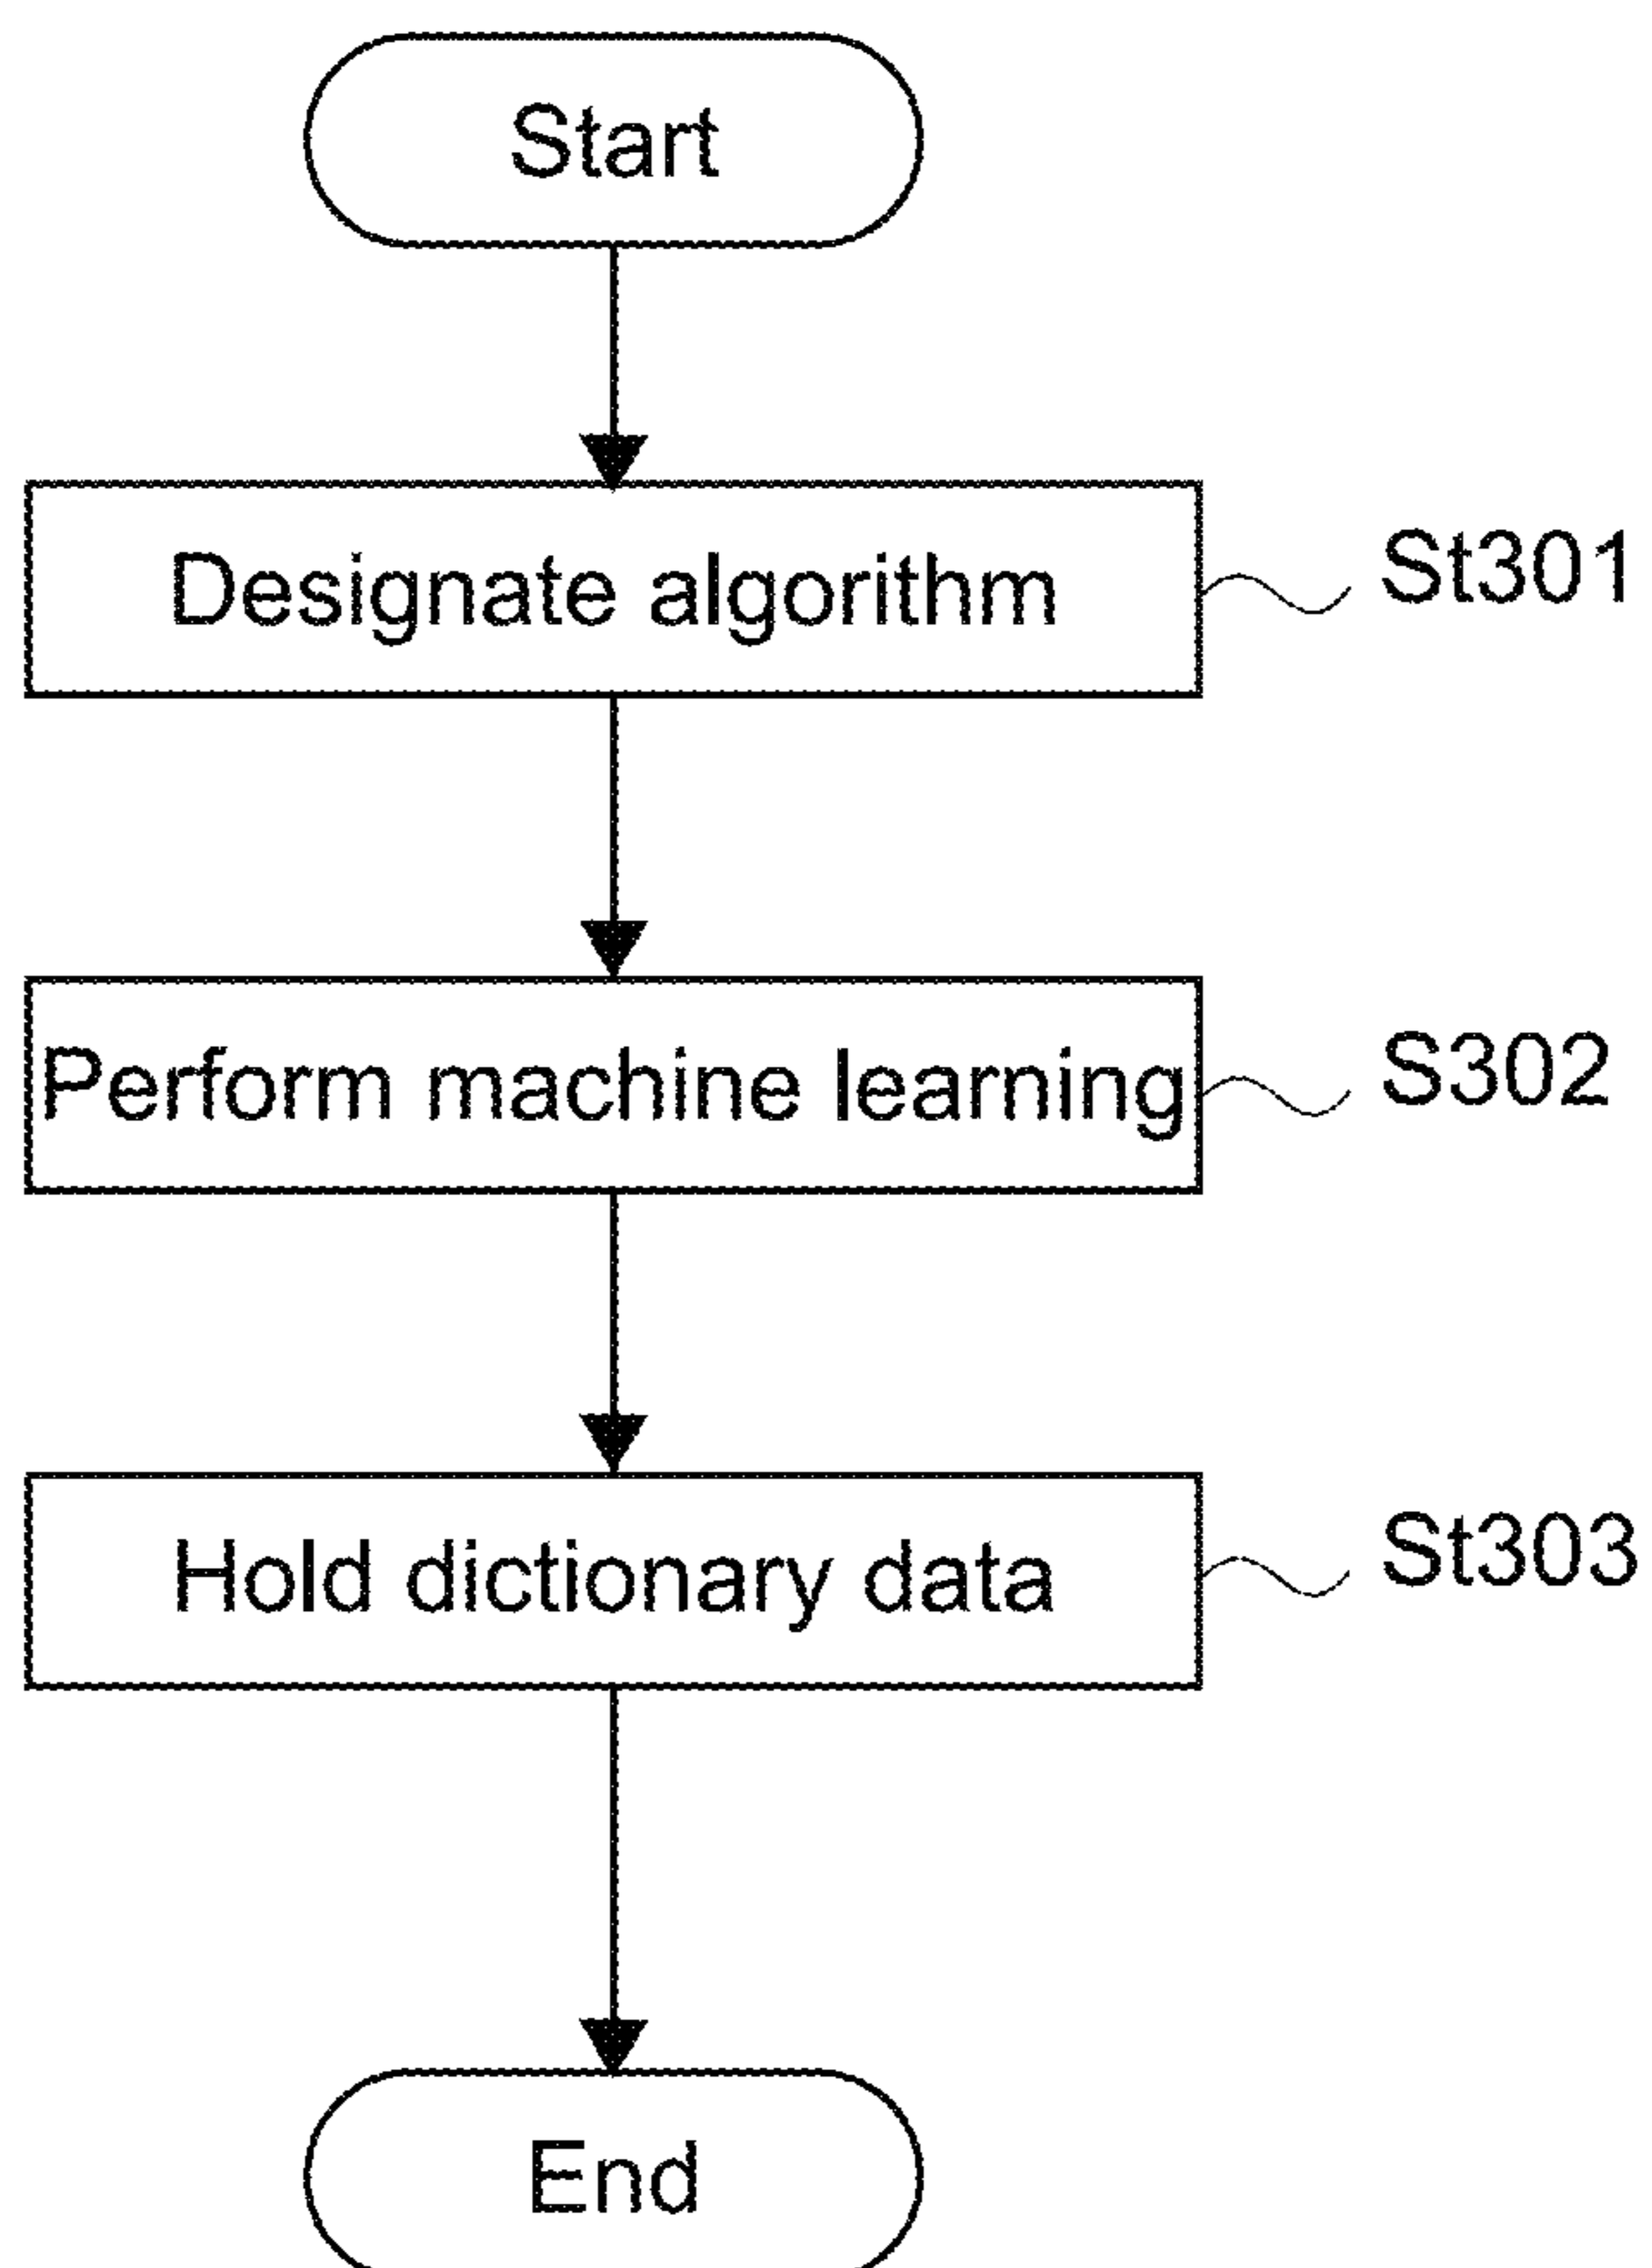 Start
Designate algorithm St301
Perform machine learning S302
Hold dictionary data St303
End